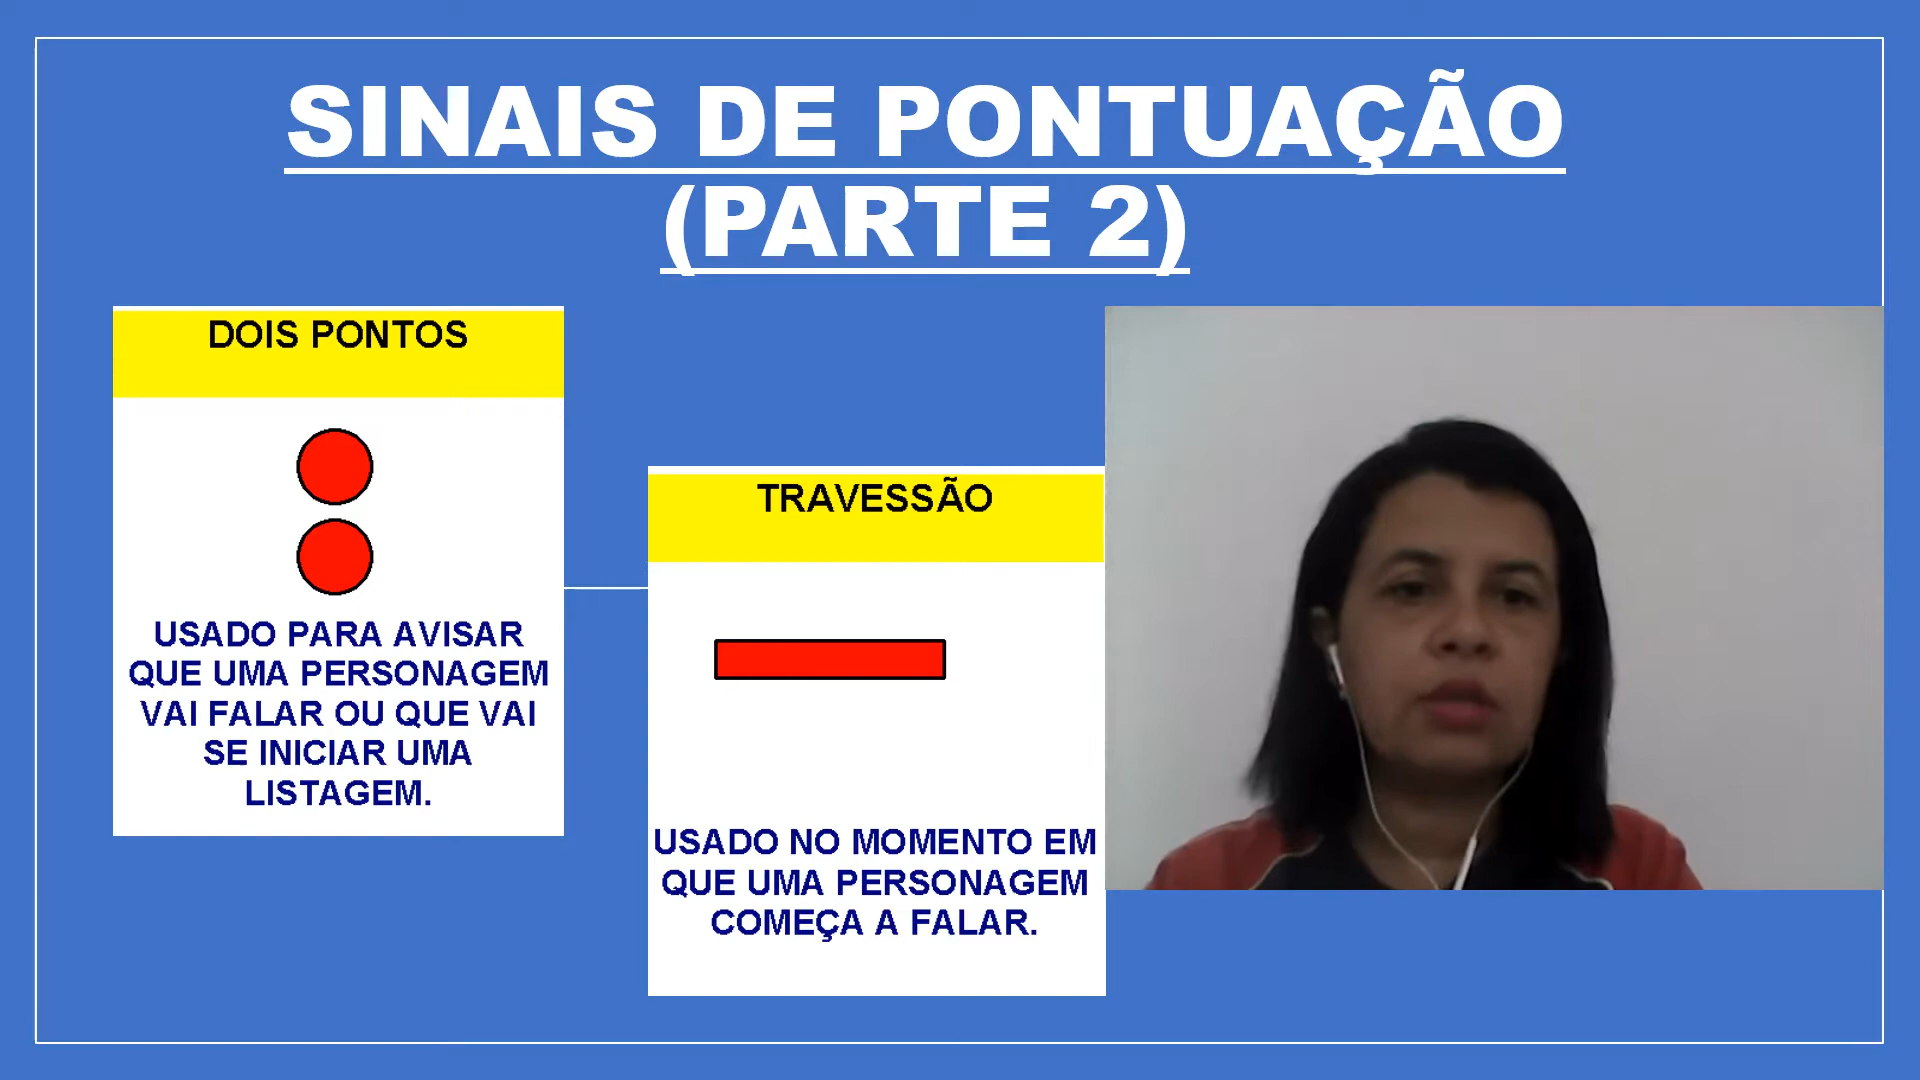 SINAIS DE PONTUAÇÃO
(PARTE 2)
DOIS PONTOS
USADO PARA AVISAR
QUE UMA PERSONAGEM
VAI FALAR OU QUE VAI
SE INICIAR UMA
LISTAGEM.
TRAVESSÃO
USADO NO MOMENTO EM
QUE UMA PERSONAGEM
COMEÇA A FALAR.